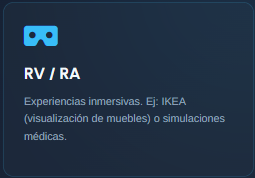 RV / RA
Experiencias inmersivas. Ej: IKEA
(visualización de muebles) o simulaciones
médicas.